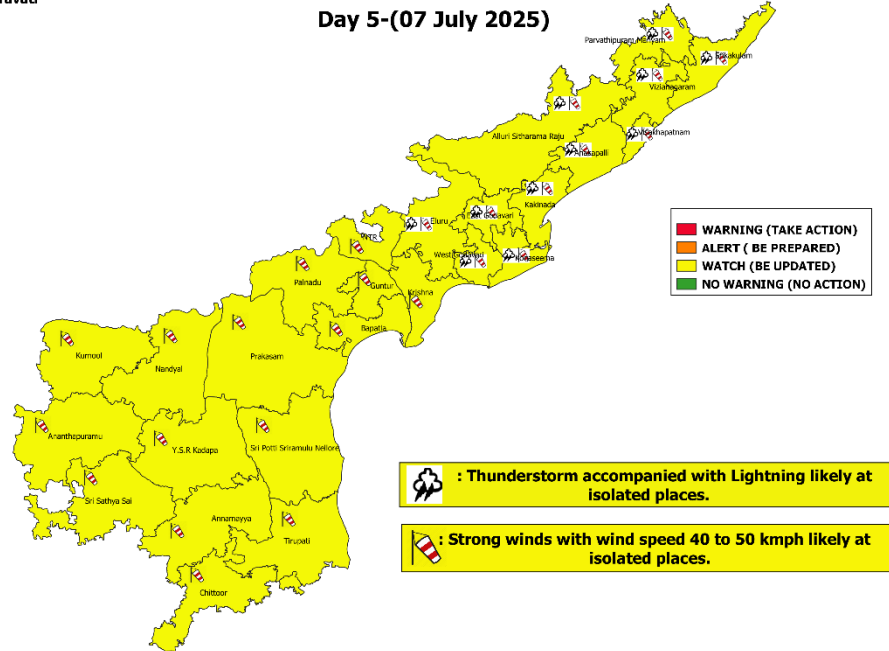 Day 5-(07 July 2025)
Parvathipuram Manyam
Srikakulam
Vizianagaram
Visakhapatnam
Alluri Sitharama Raju
Anakapalli
Kakinada
East Godavari
Eluru
NTR
West Godavari
Konaseema
Palnadu
Guntur
Krishna
Bapatla
Kurnool
Nandyal
Prakasam
Ananthapuramu
Y.S.R Kadapa
Sri Potti Sriramulu Nellore
Sri Sathya Sai
Annamayya
Tirupati
Chittoor
WARNING (TAKE ACTION)
ALERT ( BE PREPARED)
WATCH (BE UPDATED)
NO WARNING (NO ACTION)
: Thunderstorm accompanied with Lightning likely at
isolated places.
: Strong winds with wind speed 40 to 50 kmph likely at
isolated places.